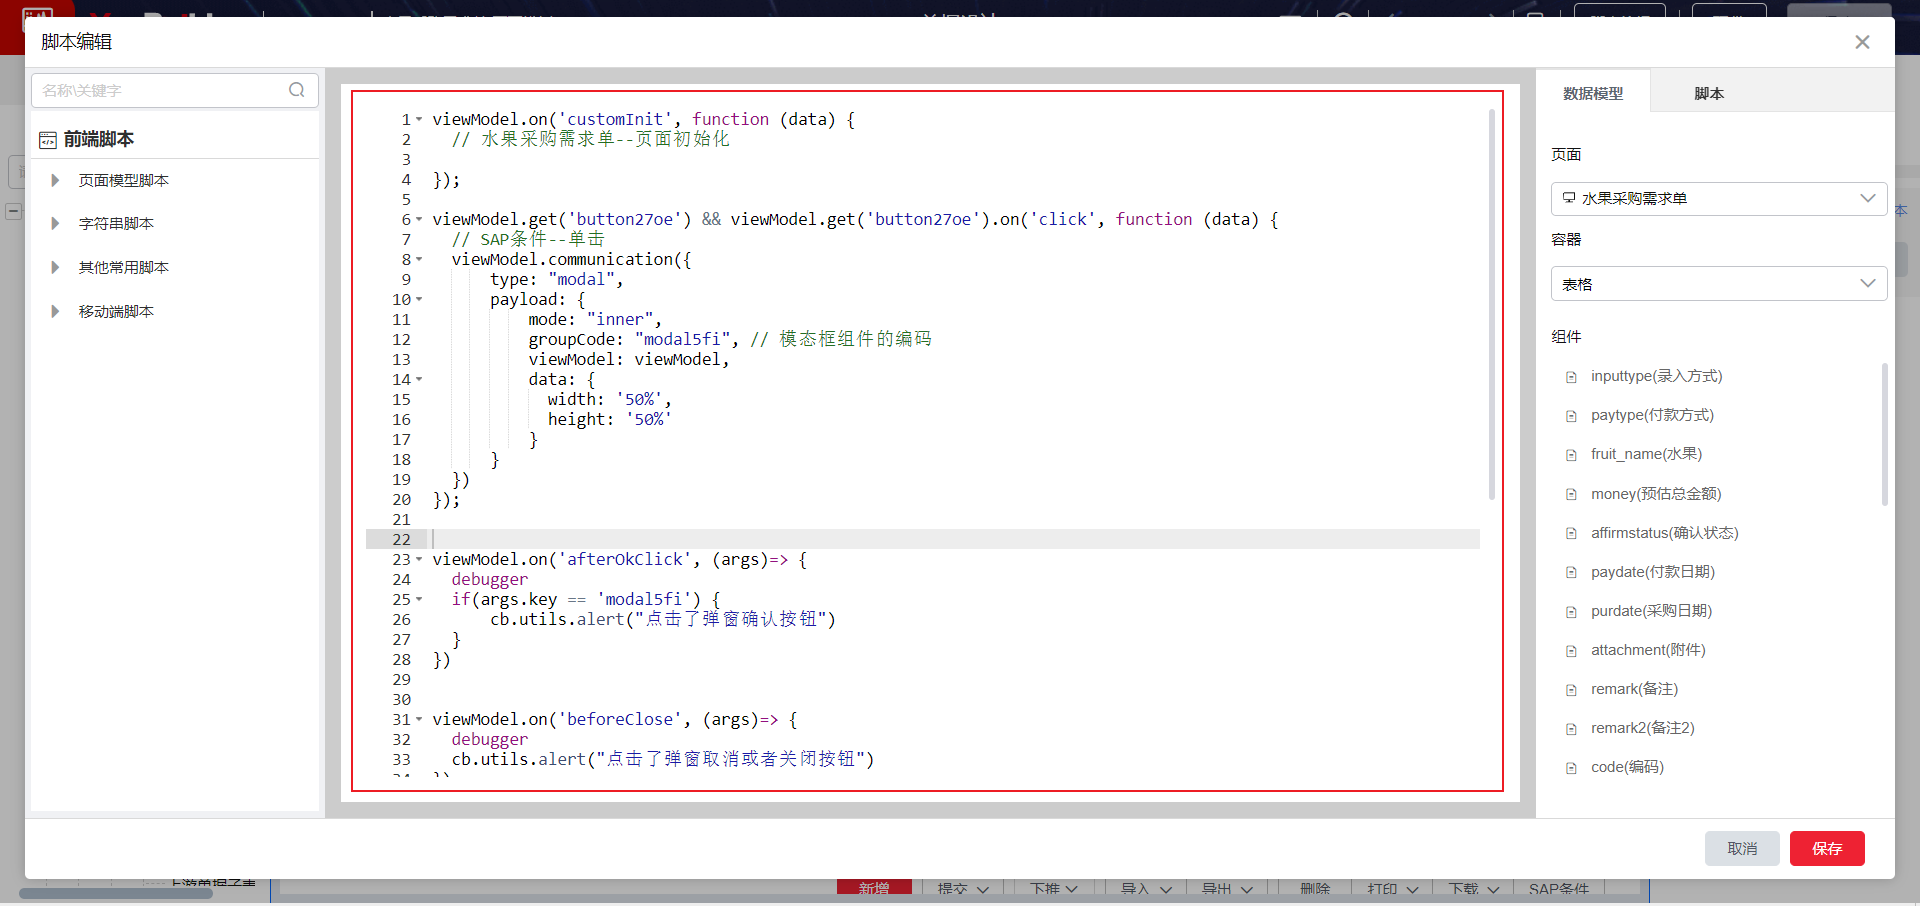 脚本编辑
名称\关键字
前端脚本
页面模型脚本
字符串脚本
其他常用脚本
移动端脚本
1 viewModel.on('customInit', function (data) {
2 // 水果采购需求单--页面初始化
3
4 });
5
6 viewModel.get('button27oe') && viewModel.get('button27oe').on('click', function (data) {
7 // SAP条件--单击
8 viewModel.communication({
9 type: "modal",
10 payload: {
11 mode: "inner",
12 groupCode: "modal5fi", // 模态框组件的编码
13 viewModel: viewModel,
14 data: {
15 width: '50%',
16 height: '50%'
17 }
18 }
19 })
20 });
21
22
23 viewModel.on('afterOkClick', (args)=> {
24 debugger
25 if(args.key == 'modal5fi') {
26 cb.utils.alert("点击了弹窗确认按钮")
27 }
28 })
29
30
31 viewModel.on('beforeClose', (args)=> {
32 debugger
33 cb.utils.alert("点击了弹窗取消或者关闭按钮")
数据模型
脚本
页面
水果采购需求单
容器
表格
组件
inputtype(录入方式)
paytype(付款方式)
fruit_name(水果)
money(预估总金额)
affirmstatus(确认状态)
paydate(付款日期)
purdate(采购日期)
attachment(附件)
remark(备注)
remark2(备注2)
code(编码)
取消
保存
新增
提交
下推
导入
导出
删除
打印
下载
SAP条件